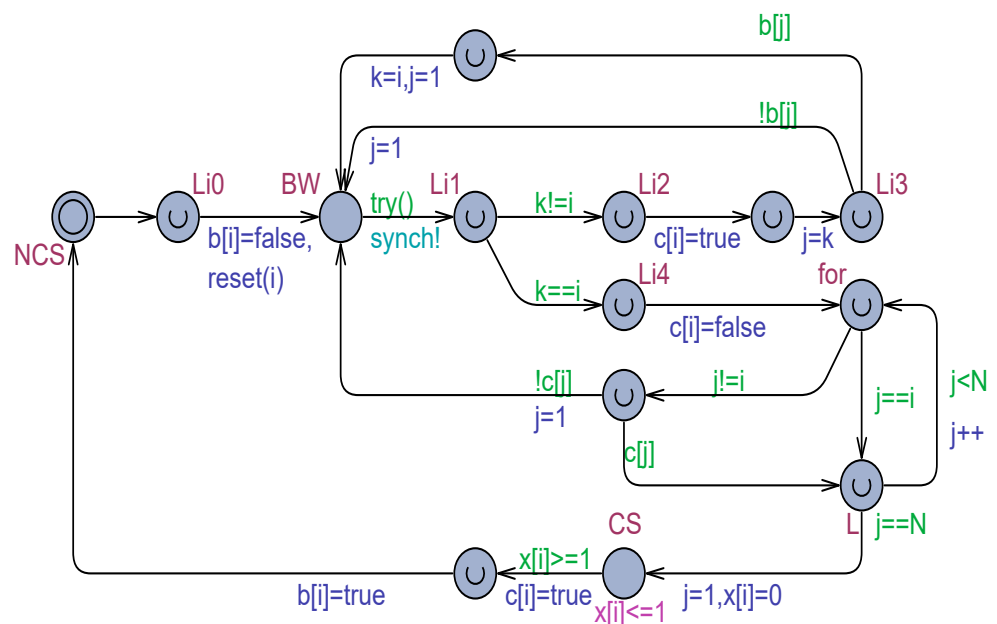 b[j]
k=i,j=1
!b[j]
j=1
Li0
BW
try()
Li1
Li2
Li3
k!=i
synch!
NCS
b[i]=false,
reset(i)
c[i]=true
j=k
Li4
for
k==i
c[i]=false
!c[j]
j!=i
j<N
j==i
j=1
j++
c[j]
CS
L
j==N
x[i]>=1
b[i]=true
c[i]=true
j=1,x[i]=0
x[i]<=1